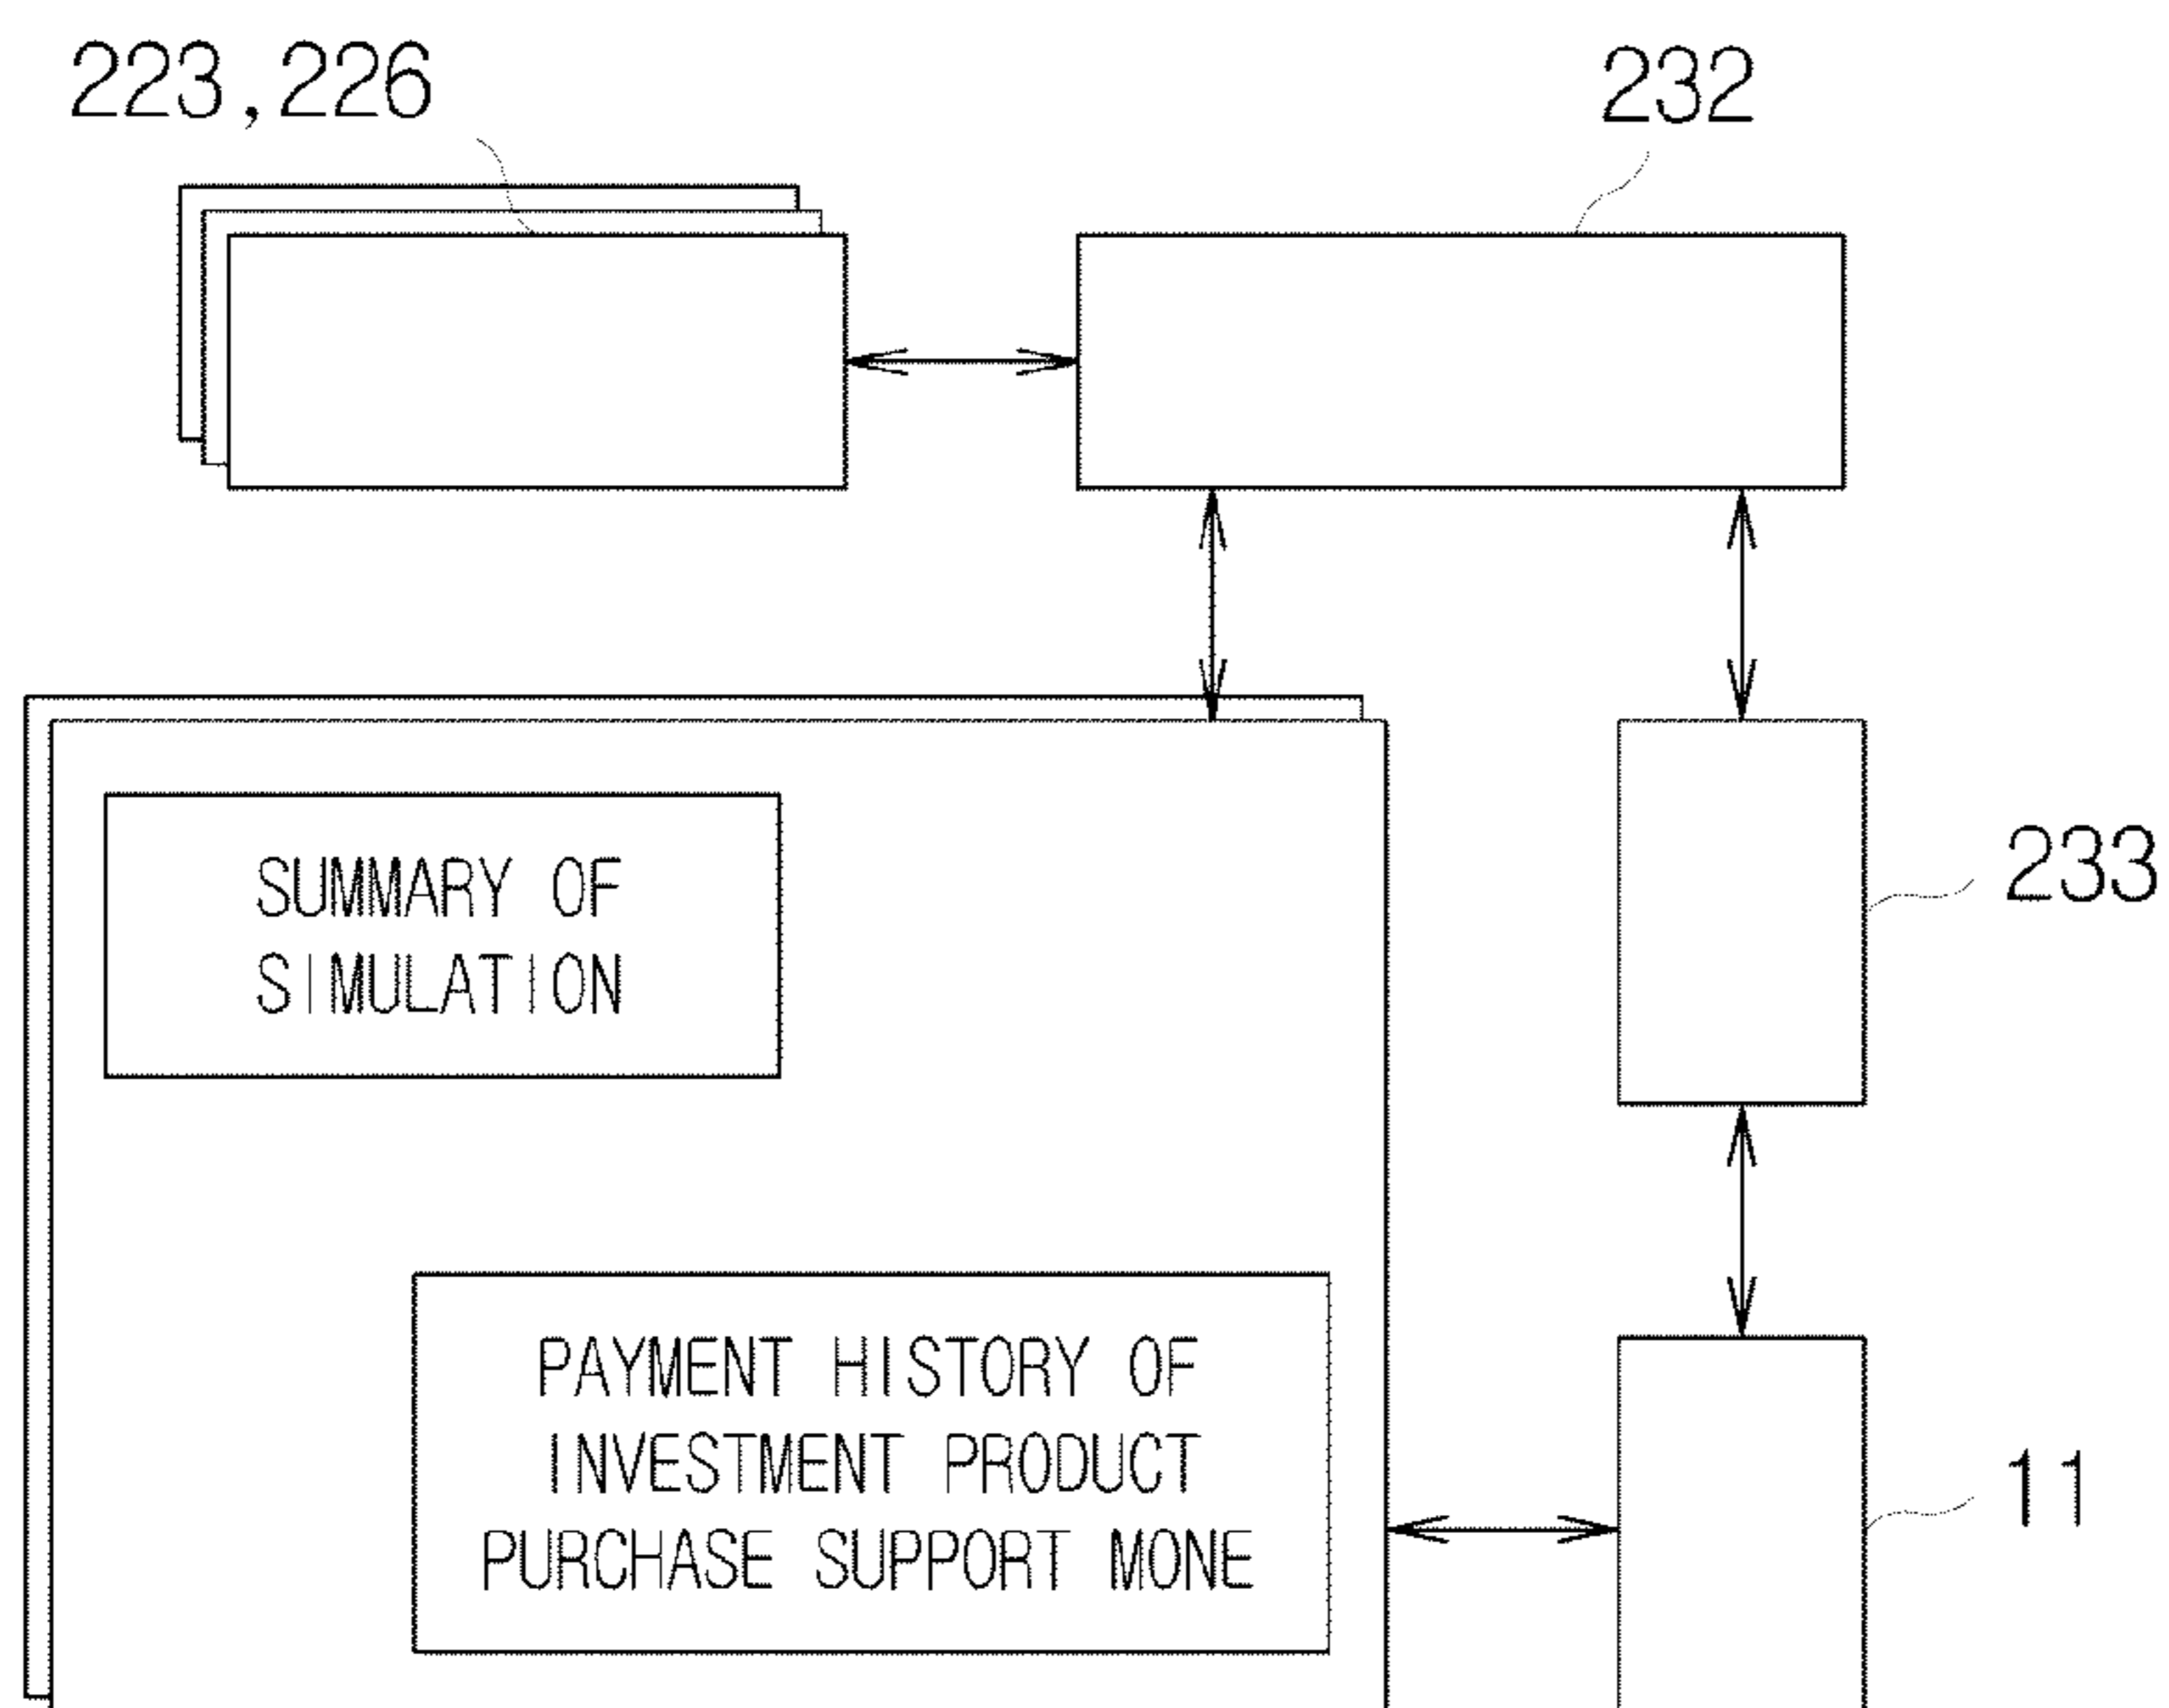 223,226
232
SUMMARY OF
SIMULATION
233
PAYMENT HISTORY OF
INVESTMENT PRODUCT
PURCHASE SUPPORT MONE
11